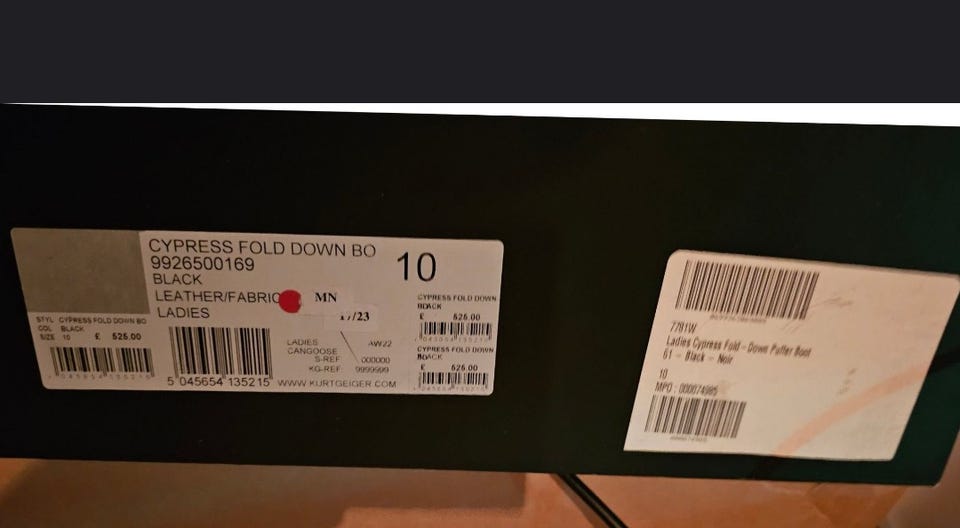 CYPRESS FOLD DOWN BO
9926500169
BLACK
LEATHER/FABRIC
LADIES
10
MN
17/23
STYL CYPRESS FOLD DOWN BO
COL BLACK
SIZE 10 £ 525.00
5 045654 135215
LADIES AW22
CANGOOSE
S-REF 000000
KG-REF 9999999
WWW.KURTGEIGER.COM
CYPRESS FOLD DOWN
BLACK
£ 525.00
CYPRESS FOLD DOWN
BLACK
£ 525.00
7781W
Ladies Cypress Fold - Down Puffer Boot
61 - Black - Noir
10
MPO : 000074985